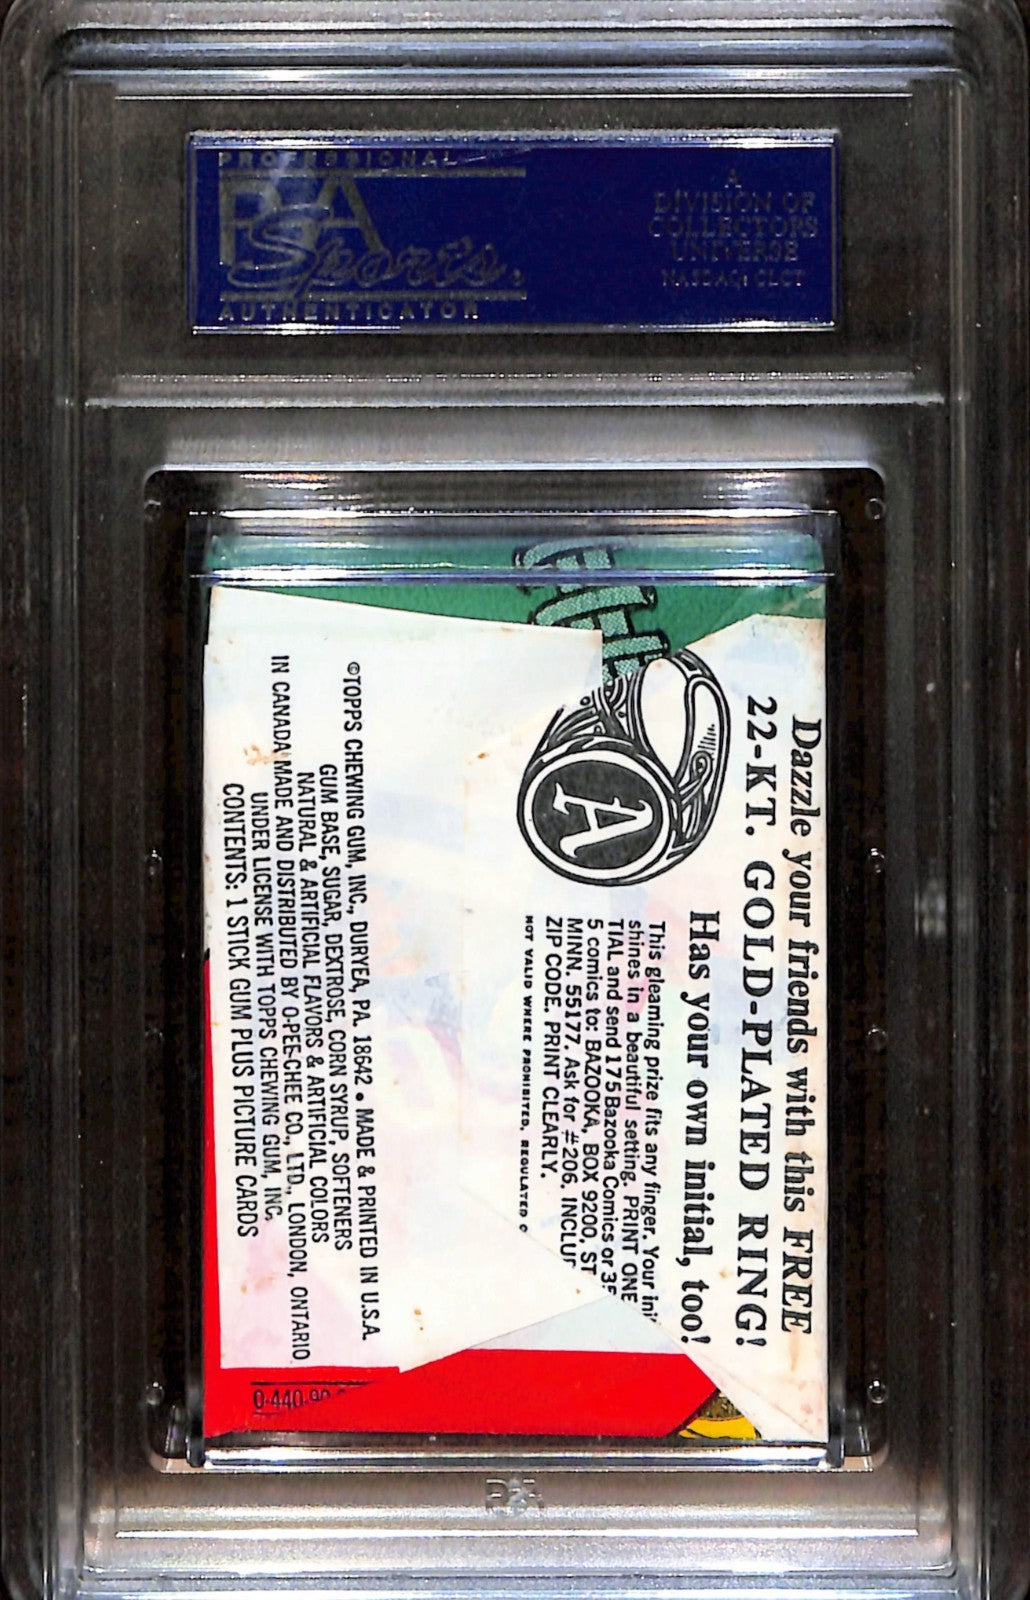 PROFESSIONAL
PSA
Sports
AUTHENTICATOR
A
DIVISION OF
COLLECTORS
UNIVERSE
NASDAQ: CLCT
Dazzle your friends with this FREE
22-KT. GOLD-PLATED RING!
Has your own initial, too!
A
This gleaming prize fits any finger. Your ini
shines in a beautiful setting. PRINT ONE
TIAL and send 175 Bazooka Comics or 35
5 comics to: BAZOOKA, BOX 9200, ST
MINN. 55177. Ask for #206. INCLU
ZIP CODE. PRINT CLEARLY.
NOT VALID WHERE PROHIBITED, REGULATED O
©TOPPS CHEWING GUM, INC., DURYEA, PA. 18642 • MADE & PRINTED IN U.S.A.
GUM BASE, SUGAR, DEXTROSE, CORN SYRUP, SOFTENERS
NATURAL & ARTIFICIAL FLAVORS & ARTIFICIAL COLORS
IN CANADA MADE AND DISTRIBUTED BY O-PEE-CHEE CO., LTD., LONDON, ONTARIO
UNDER LICENSE WITH TOPPS CHEWING GUM, INC.
CONTENTS: 1 STICK GUM PLUS PICTURE CARDS
0-440-90
PSA